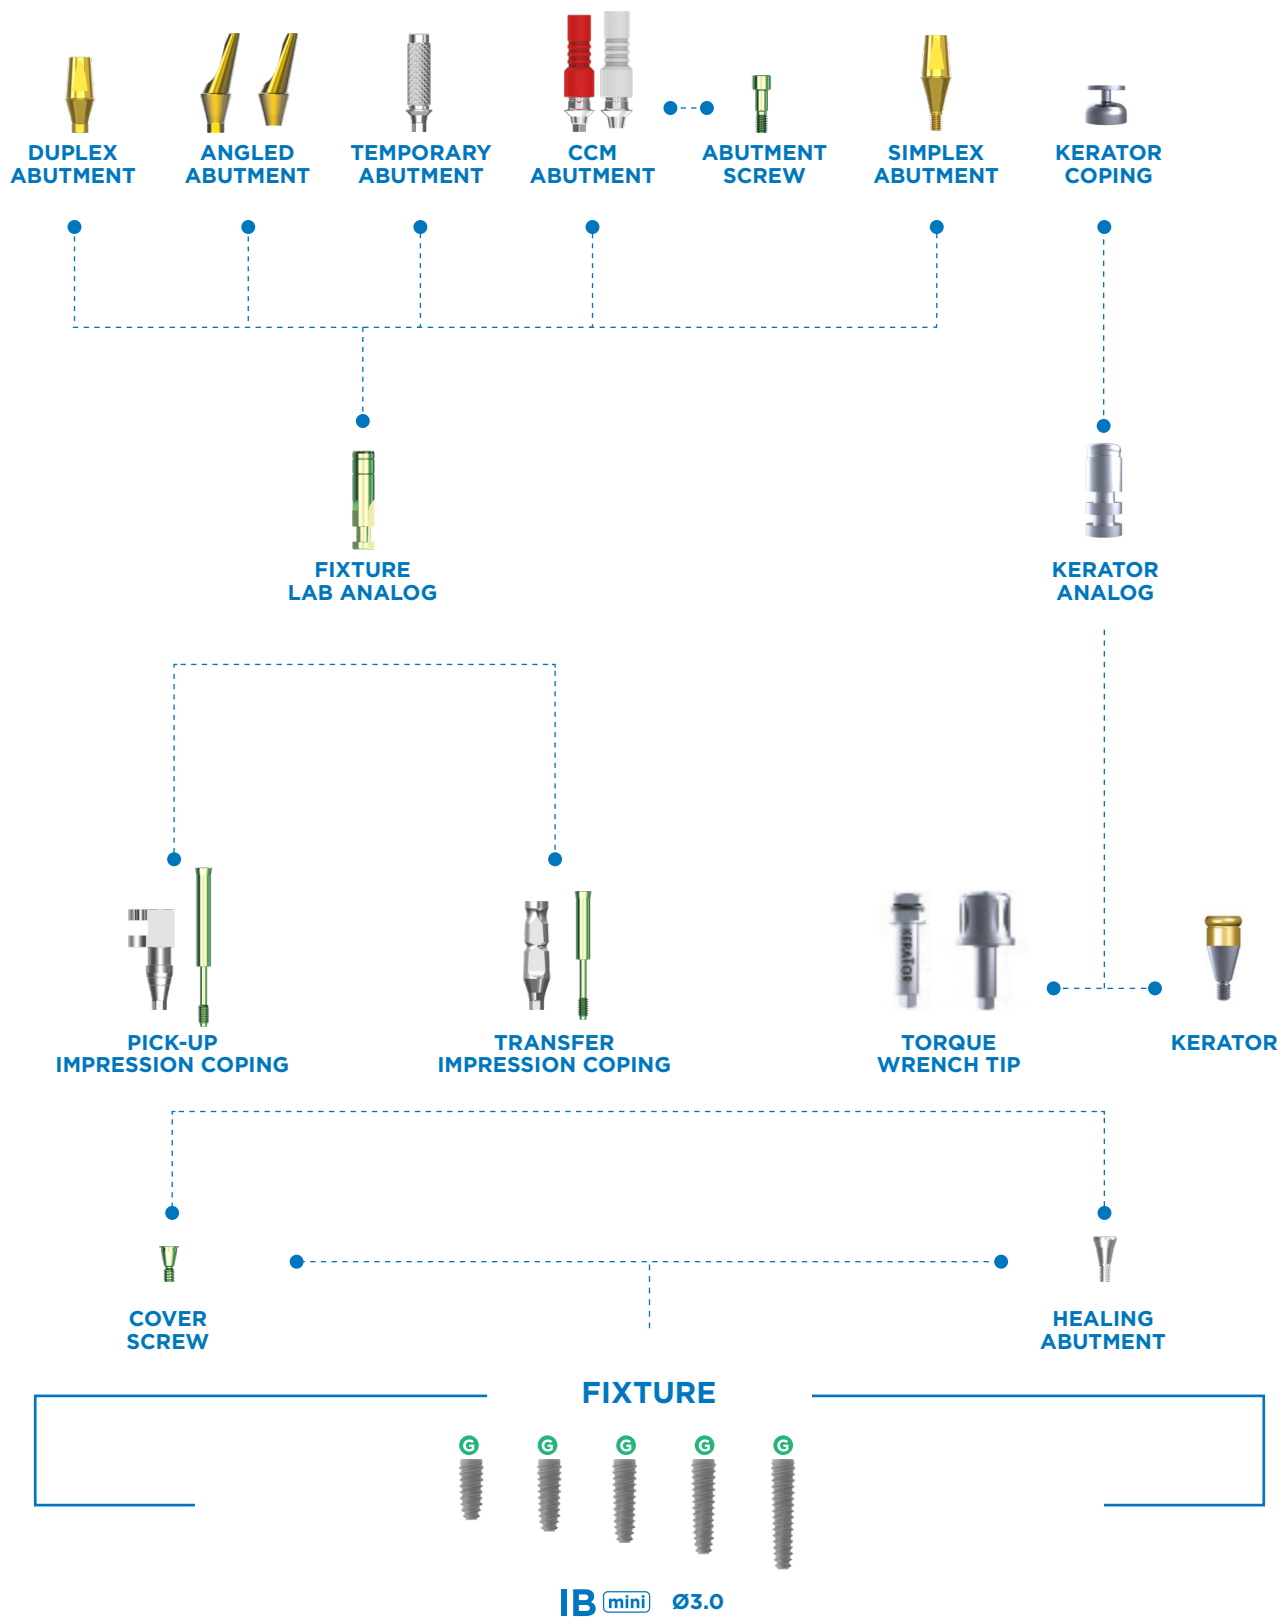 DUPLEX
ABUTMENT
ANGLED
ABUTMENT
TEMPORARY
ABUTMENT
CCM
ABUTMENT
ABUTMENT
SCREW
SIMPLEX
ABUTMENT
KERATOR
COPING
FIXTURE
LAB ANALOG
KERATOR
ANALOG
KERATOR
PICK-UP
IMPRESSION COPING
TRANSFER
IMPRESSION COPING
TORQUE
WRENCH TIP
KERATOR
COVER
SCREW
HEALING
ABUTMENT
FIXTURE
G G G G G
IB mini Ø3.0